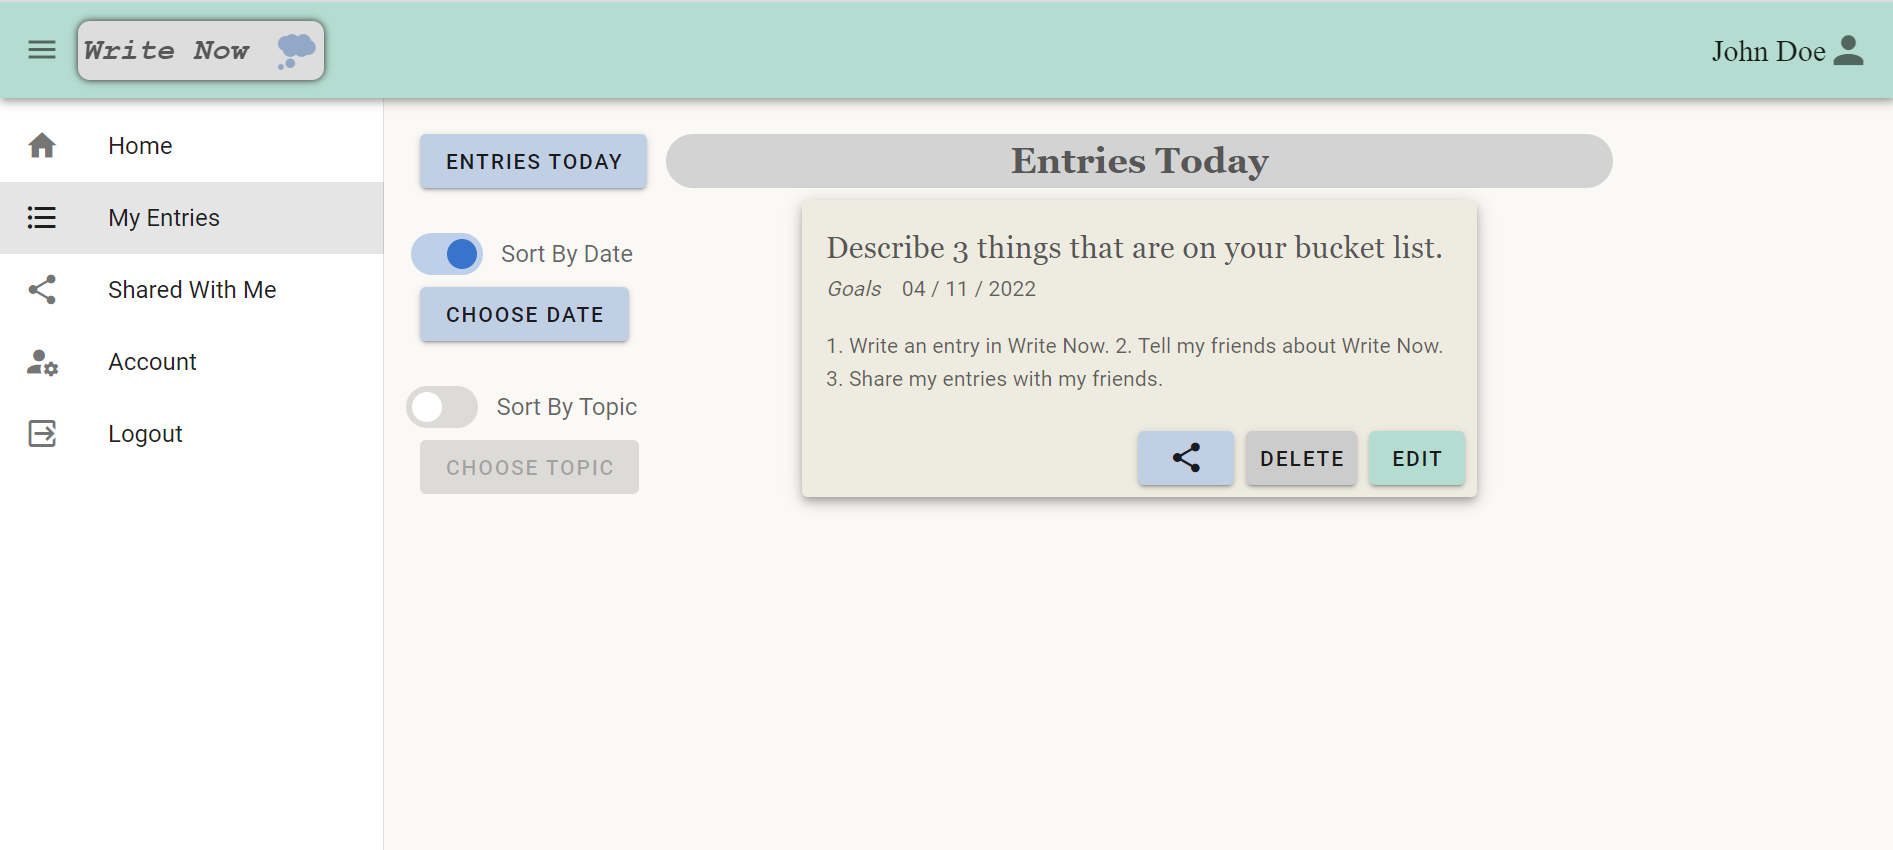 Write Now
John Doe
Home
My Entries
Shared With Me
Account
Logout
ENTRIES TODAY
Sort By Date
CHOOSE DATE
Sort By Topic
CHOOSE TOPIC
Entries Today
Describe 3 things that are on your bucket list.
Goals 04 / 11 / 2022
1. Write an entry in Write Now. 2. Tell my friends about Write Now.
3. Share my entries with my friends.
DELETE
EDIT